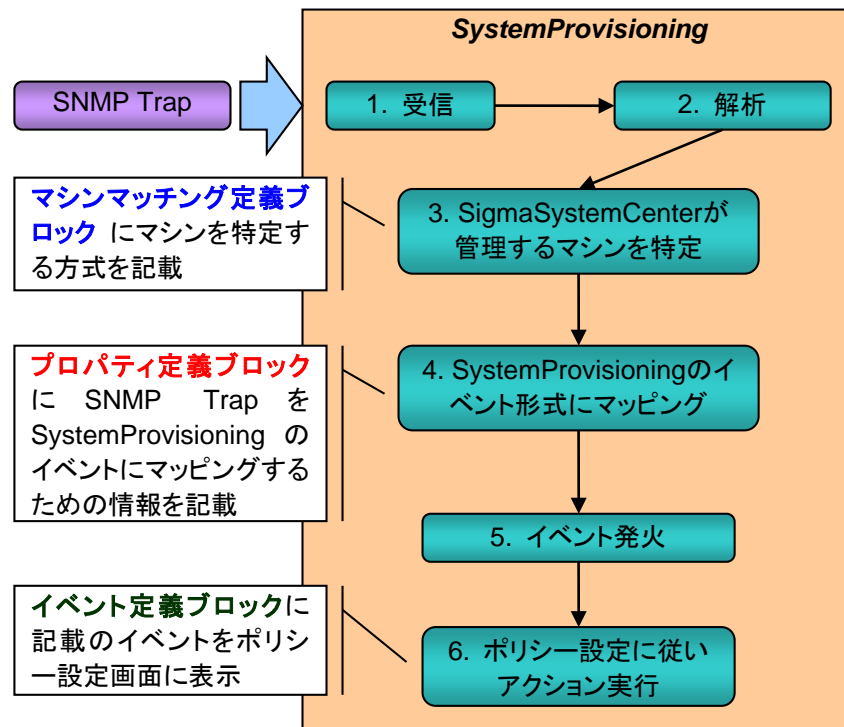 SystemProvisioning
SNMP Trap
1. 受信
2. 解析
マシンマッチング定義ブ
ロック にマシンを特定す
る方式を記載
3. SigmaSystemCenterが
管理するマシンを特定
プロパティ定義ブロック
に SNMP Trap を
SystemProvisioning の
イベントにマッピングする
ための情報を記載
4. SystemProvisioningのイ
ベント形式にマッピング
5. イベント発火
イベント定義ブロックに
記載のイベントをポリシ
ー設定画面に表示
6. ポリシー設定に従い
アクション実行